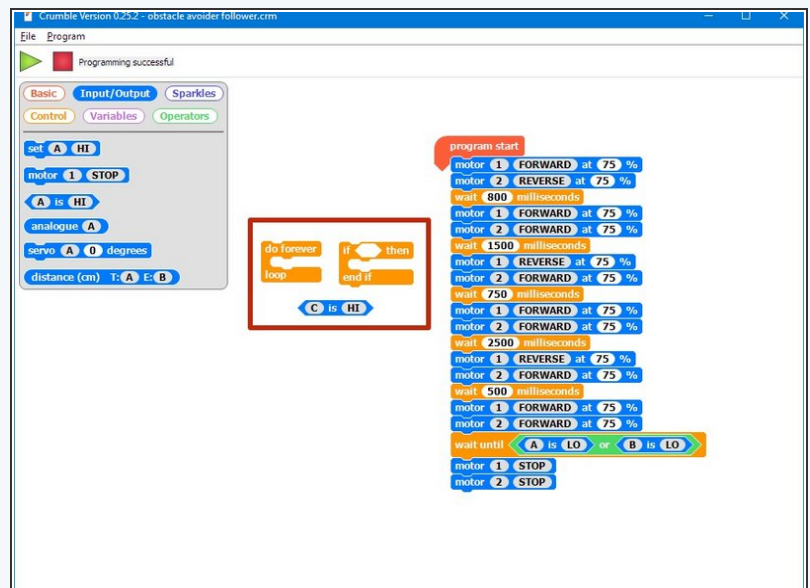 Crumble Version 0.25.2 - obstacle avoider follower.crm
File Program
Programming successful
Basic Input/Output Sparkles
Control Variables Operators
set A HI
motor 1 STOP
A is HI
analogue A
servo A 0 degrees
distance (cm) T: A E: B
do forever
loop
if then
end if
C is HI
program start
motor 1 FORWARD at 75 %
motor 2 REVERSE at 75 %
wait 800 milliseconds
motor 1 FORWARD at 75 %
motor 2 FORWARD at 75 %
wait 1500 milliseconds
motor 1 REVERSE at 75 %
motor 2 FORWARD at 75 %
wait 750 milliseconds
motor 1 FORWARD at 75 %
motor 2 FORWARD at 75 %
wait 2500 milliseconds
motor 1 REVERSE at 75 %
motor 2 FORWARD at 75 %
wait 500 milliseconds
motor 1 FORWARD at 75 %
motor 2 FORWARD at 75 %
wait until A is LO or B is LO
motor 1 STOP
motor 2 STOP